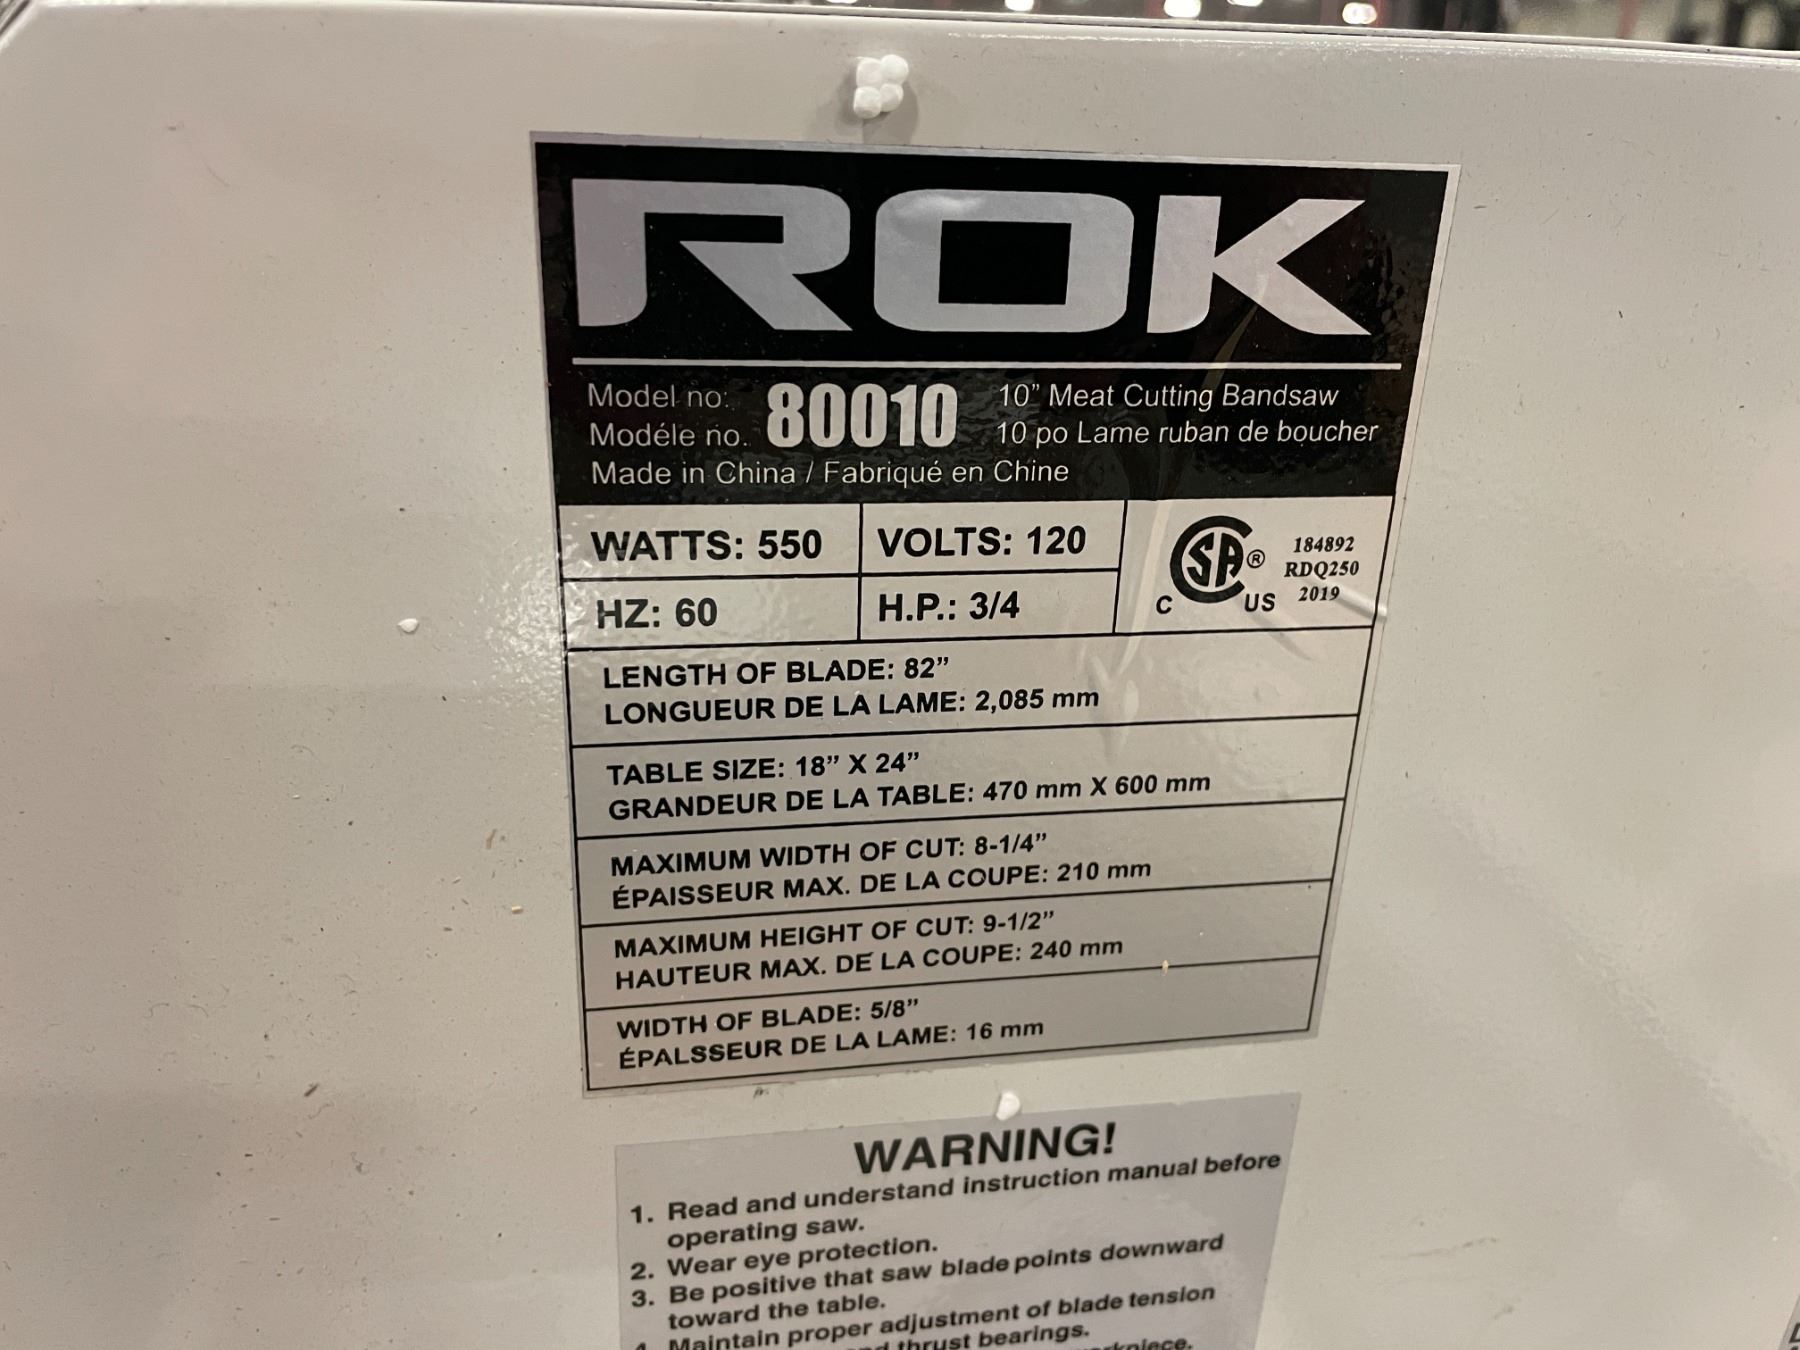 ROK
Model no:
Modéle no. 80010
10” Meat Cutting Bandsaw
10 po Lame ruban de boucher
Made in China / Fabriqué en Chine
WATTS: 550
VOLTS: 120
HZ: 60
H.P.: 3/4
CSA® C US
184892
RDQ250
2019
LENGTH OF BLADE: 82”
LONGUEUR DE LA LAME: 2,085 mm
TABLE SIZE: 18” X 24”
GRANDEUR DE LA TABLE: 470 mm X 600 mm
MAXIMUM WIDTH OF CUT: 8-1/4”
ÉPAISSEUR MAX. DE LA COUPE: 210 mm
MAXIMUM HEIGHT OF CUT: 9-1/2”
HAUTEUR MAX. DE LA COUPE: 240 mm
WIDTH OF BLADE: 5/8”
ÉPALSSEUR DE LA LAME: 16 mm
WARNING!
1. Read and understand instruction manual before
operating saw.
2. Wear eye protection.
3. Be positive that saw blade points downward
toward the table.
4. Maintain proper adjustment of blade tension
thrust bearings.